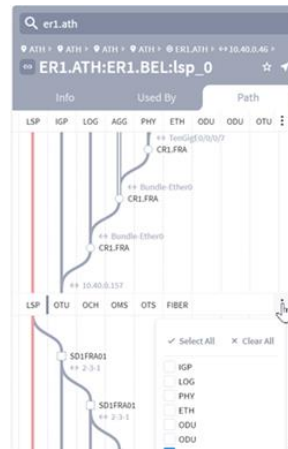 er1.ath
ATH ATH ATH ATH ER1.ATH 10.40.0.46
ER1.ATH:ER1.BEL:lsp_0
Info Used By Path
LSP IGP LOG AGG PHY ETH ODU ODU OTU
TenGigE0/0/0/7
CR1.FRA
Bundle-Ether0
CR1.FRA
Bundle-Ether0
CR1.FRA
10.40.0.157
LSP OTU OCH OMS OTS FIBER
Select All Clear All
IGP
SD1FRA01
2-3-1
LOG
PHY
ETH
SD1FRA01
2-3-1
ODU
ODU